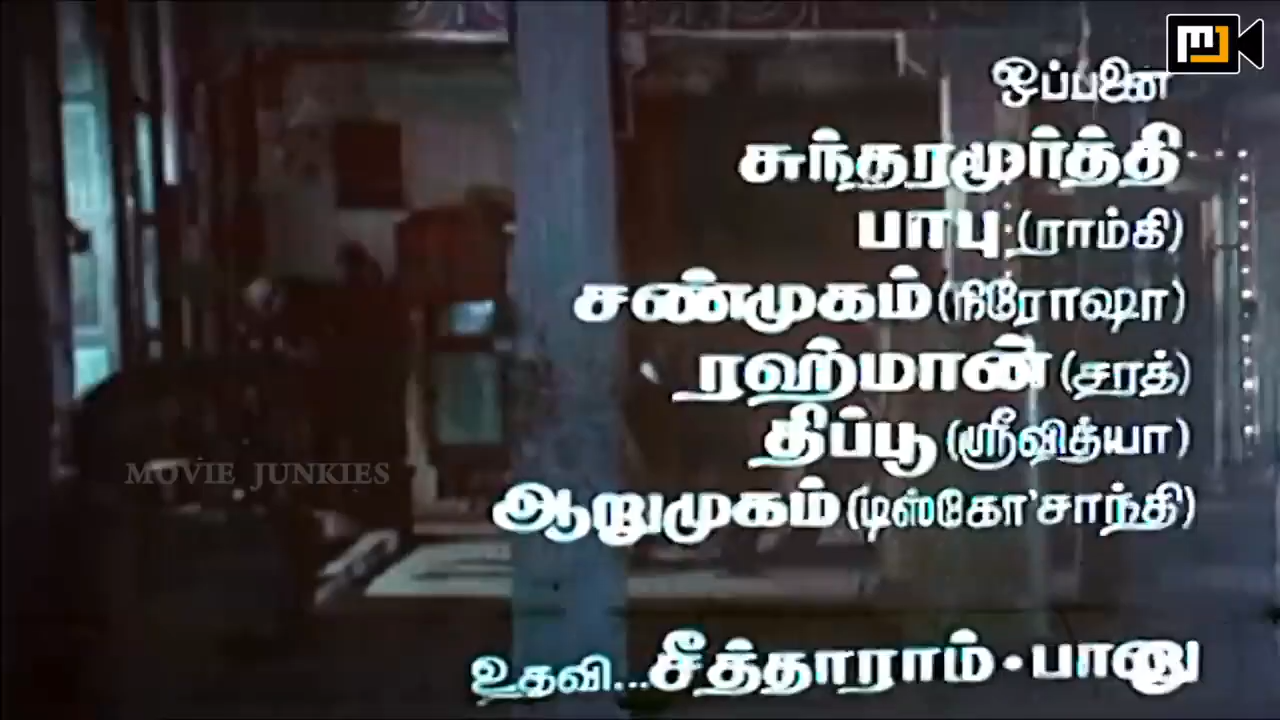 ஒப்பனை
சுந்தரமூர்த்தி
பாபு (ராம்கி)
சண்முகம் (நிரோஷா)
ரஹ்மான் (சரத்)
திப்பூ (ஸ்ரீவித்யா)
ஆறுமுகம் (டிஸ்கோ'சாந்தி)
MOVIE JUNKIES
உதவி... சீத்தாராம் • பானு